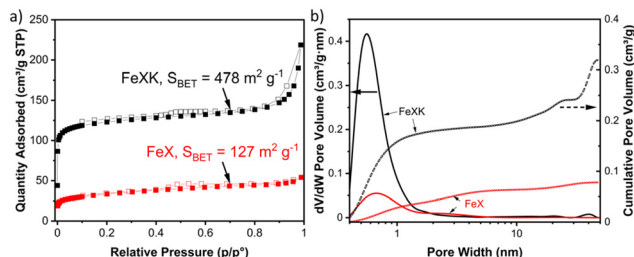 a)
Quantity Adsorbed (cm³/g STP)
250
200
150
100
50
0
FeXK, S_BET = 478 m² g⁻¹
FeX, S_BET = 127 m² g⁻¹
0 0.2 0.4 0.6 0.8 1
Relative Pressure (p/p°)
b)
dV/dW Pore Volume (cm³/g·nm)
0.4
0.3
0.2
0.1
0
FeXK
FeX
1 10
Pore Width (nm)
0.4
0.3
0.2
0.1
0
Cumulative Pore Volume (cm³/g)